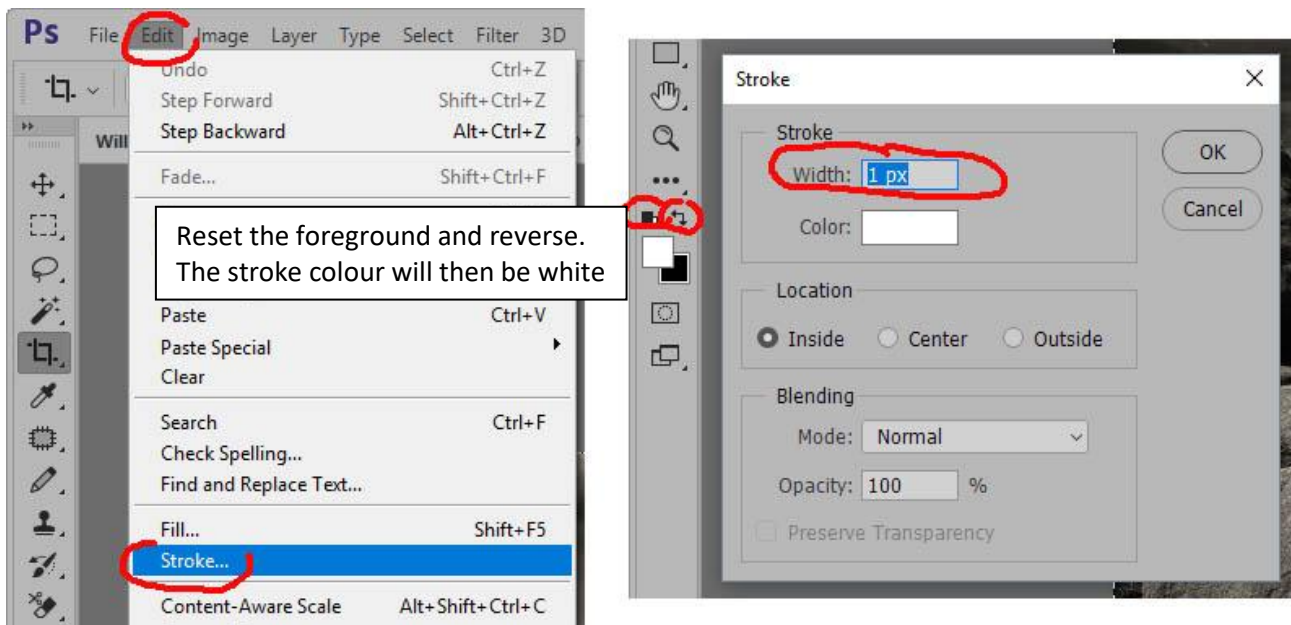 Ps File Edit Image Layer Type Select Filter 3D
Undo Ctrl+Z
Step Forward Shift+Ctrl+Z
Step Backward Alt+Ctrl+Z
Will
Fade... Shift+Ctrl+F
Reset the foreground and reverse.
The stroke colour will then be white
Paste Ctrl+V
Paste Special
Clear
Search Ctrl+F
Check Spelling...
Find and Replace Text...
Fill... Shift+F5
Stroke...
Content-Aware Scale Alt+Shift+Ctrl+C
Stroke
Stroke
Width: 1 px
Color:
OK
Cancel
Location
Inside Center Outside
Blending
Mode: Normal
Opacity: 100 %
Preserve Transparency